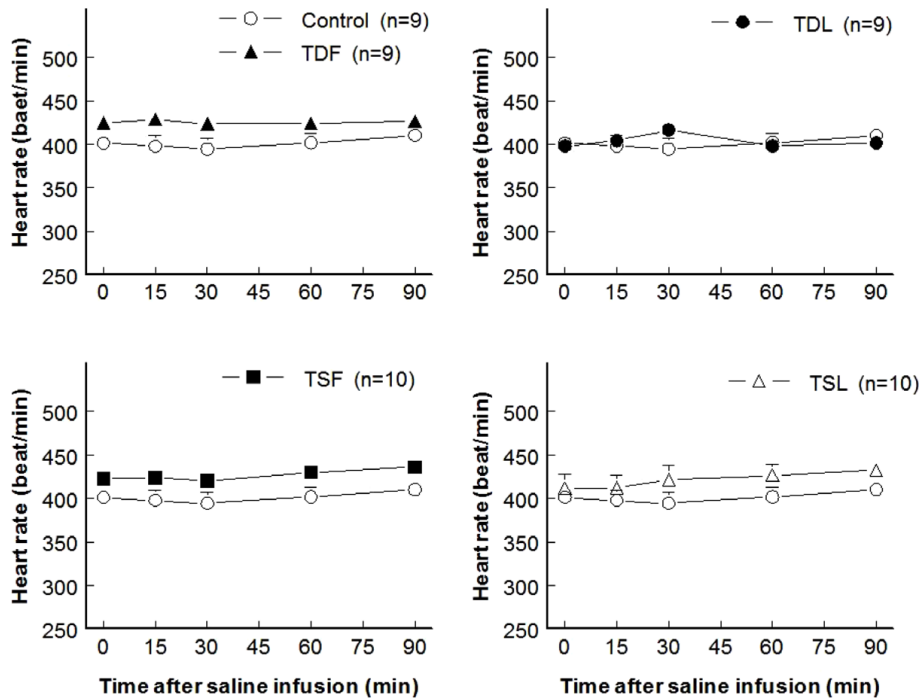 Control (n=9)
TDF (n=9)
Heart rate (baet/min)
500
450
400
350
300
250
0 15 30 45 60 75 90
TDL (n=9)
Heart rate (beat/min)
500
450
400
350
300
250
0 15 30 45 60 75 90
TSF (n=10)
Heart rate (beat/min)
500
450
400
350
300
250
0 15 30 45 60 75 90
Time after saline infusion (min)
TSL (n=10)
Heart rate (beat/min)
500
450
400
350
300
250
0 15 30 45 60 75 90
Time after saline infusion (min)